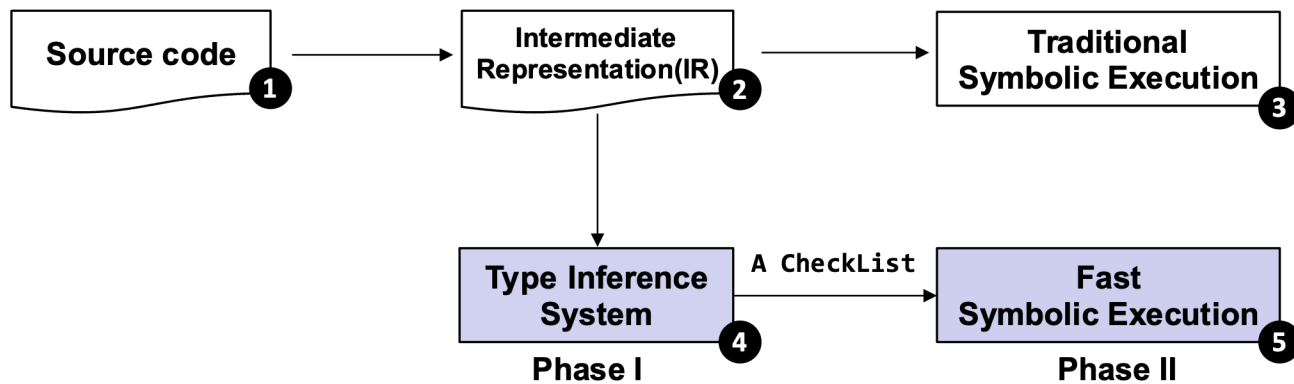 Source code
1
Intermediate
Representation(IR)
2
Traditional
Symbolic Execution
3
Type Inference
System
4
Phase I
A CheckList
Fast
Symbolic Execution
5
Phase II